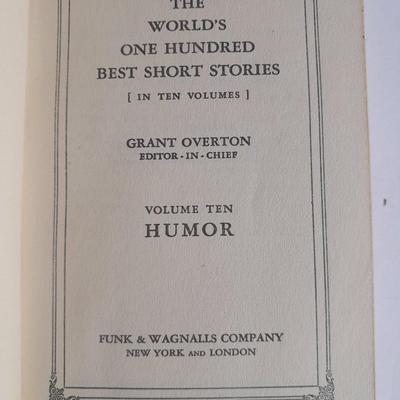 THE
WORLD'S
ONE HUNDRED
BEST SHORT STORIES
[ IN TEN VOLUMES ]
GRANT OVERTON
EDITOR-IN-CHIEF
VOLUME TEN
HUMOR
FUNK & WAGNALLS COMPANY
NEW YORK AND LONDON